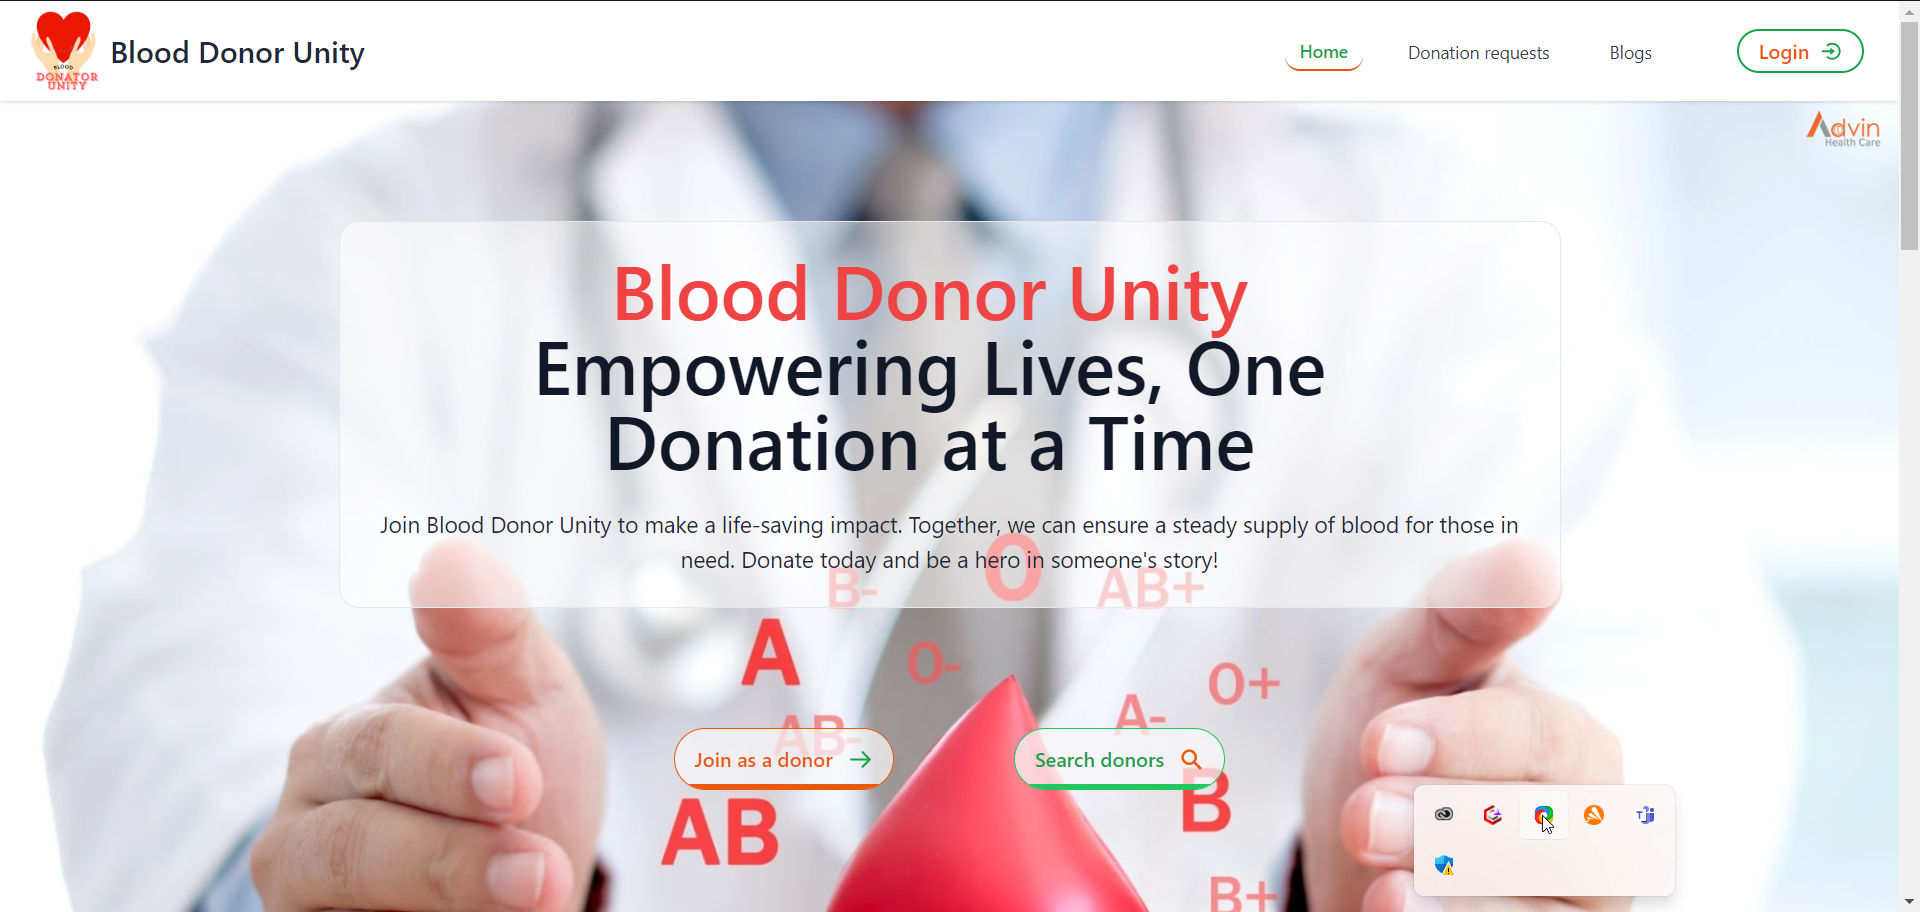 BLOOD
DONATOR
UNITY
Blood Donor Unity
Home
Donation requests
Blogs
Login
Advin
Health Care
Blood Donor Unity
Empowering Lives, One
Donation at a Time
Join Blood Donor Unity to make a life-saving impact. Together, we can ensure a steady supply of blood for those in
need. Donate today and be a hero in someone's story!
B-
O
AB+
A
O-
O+
A-
AB-
Join as a donor
Search donors
B
AB
B+